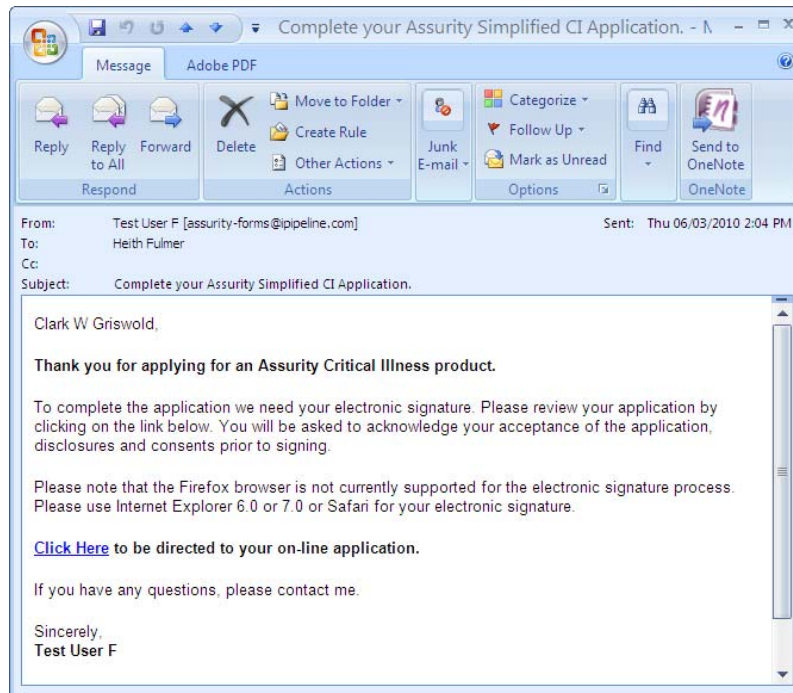 Complete your Assurity Simplified CI Application. - M
Message Adobe PDF
Reply
Reply to All
Forward
Delete
Move to Folder
Create Rule
Other Actions
Junk E-mail
Categorize
Follow Up
Mark as Unread
Find
Send to OneNote
Respond
Actions
Options
OneNote
From: Test User F [assurity-forms@ipipeline.com] Sent: Thu 06/03/2010 2:04 PM
To: Heith Fulmer
Cc:
Subject: Complete your Assurity Simplified CI Application.
Clark W Griswold,
Thank you for applying for an Assurity Critical Illness product.
To complete the application we need your electronic signature. Please review your application by
clicking on the link below. You will be asked to acknowledge your acceptance of the application,
disclosures and consents prior to signing.
Please note that the Firefox browser is not currently supported for the electronic signature process.
Please use Internet Explorer 6.0 or 7.0 or Safari for your electronic signature.
Click Here to be directed to your on-line application.
If you have any questions, please contact me.
Sincerely,
Test User F